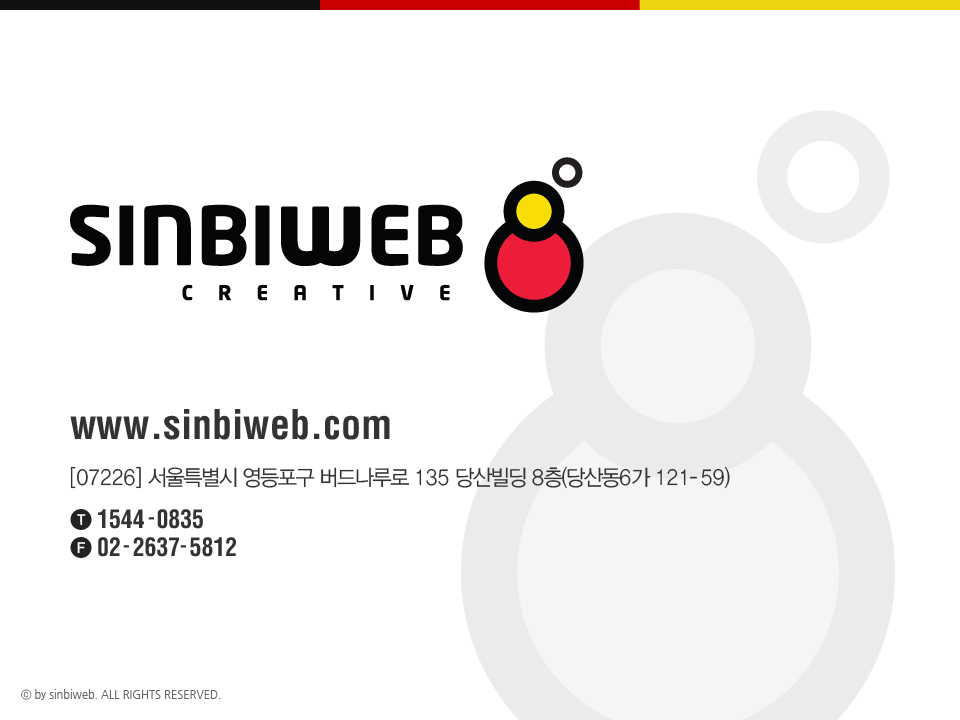 SINBIWEB
CREATIVE
www.sinbiweb.com
[07226] 서울특별시 영등포구 버드나루로 135 당산빌딩 8층(당산동6가 121-59)
T 1544-0835
F 02-2637-5812
ⓒ by sinbiweb. ALL RIGHTS RESERVED.